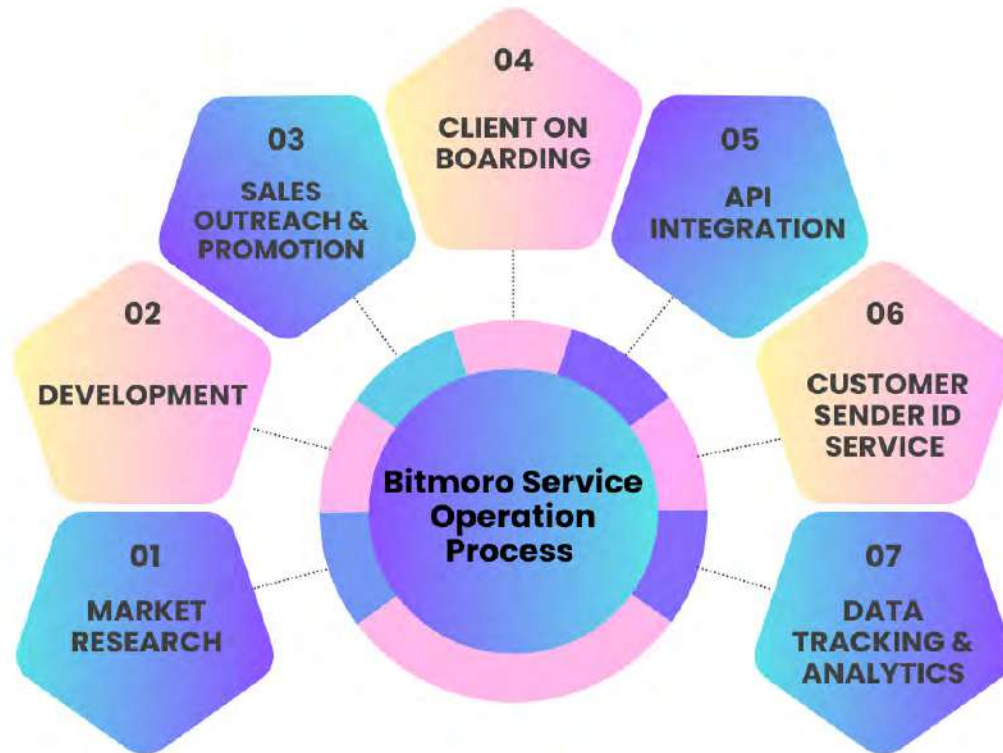 01
MARKET
RESEARCH
02
DEVELOPMENT
03
SALES
OUTREACH &
PROMOTION
04
CLIENT ON
BOARDING
05
API
INTEGRATION
06
CUSTOMER
SENDER ID
SERVICE
07
DATA
TRACKING &
ANALYTICS
Bitmoro Service
Operation
Process